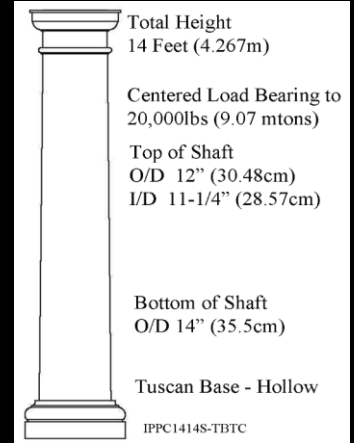 Total Height
14 Feet (4.267m)
Centered Load Bearing to
20,000lbs (9.07 mtons)
Top of Shaft
O/D 12” (30.48cm)
I/D 11-1/4” (28.57cm)
Bottom of Shaft
O/D 14” (35.5cm)
Tuscan Base - Hollow
IPPC1414S-TBTC